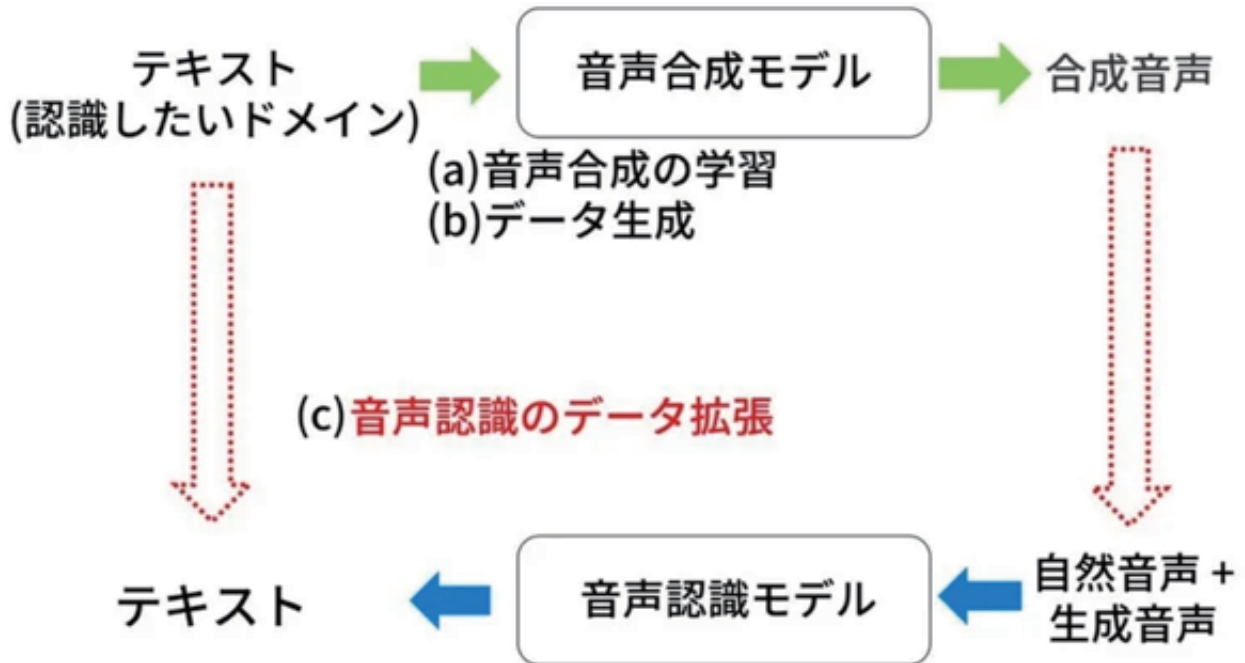 テキスト
(認識したいドメイン)
音声合成モデル
合成音声
(a)音声合成の学習
(b)データ生成
(c)音声認識のデータ拡張
テキスト
音声認識モデル
自然音声 +
生成音声